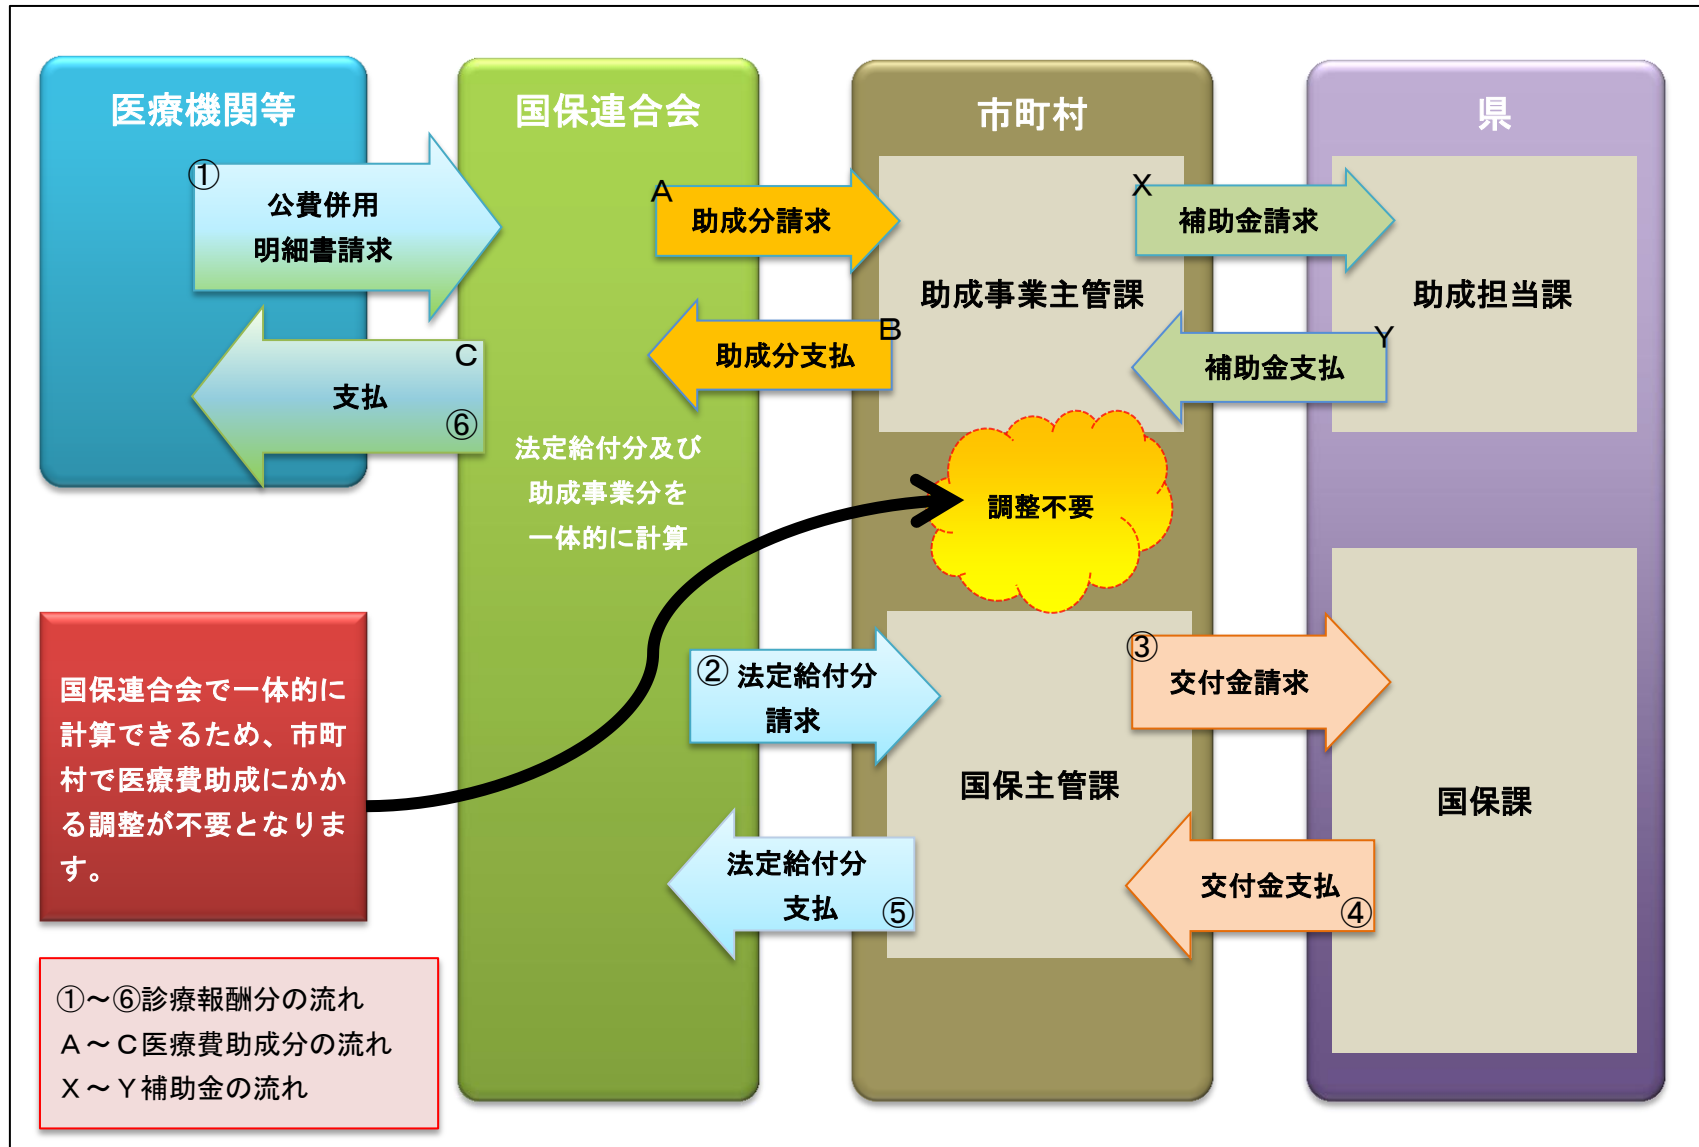 医療機関等
国保連合会
市町村
県
①
公費併用
明細書請求
A
助成分請求
X
補助金請求
助成事業主管課
助成担当課
B
助成分支払
Y
補助金支払
C
支払
⑥
法定給付分及び
助成事業分を
一体的に計算
調整不要
② 法定給付分
請求
③
交付金請求
国保主管課
国保課
国保連合会で一体的に
計算できるため、市町
村で医療費助成にかか
る調整が不要となりま
す。
法定給付分
支払
⑤
交付金支払
④
①～⑥診療報酬分の流れ
A～C医療費助成分の流れ
X～Y補助金の流れ